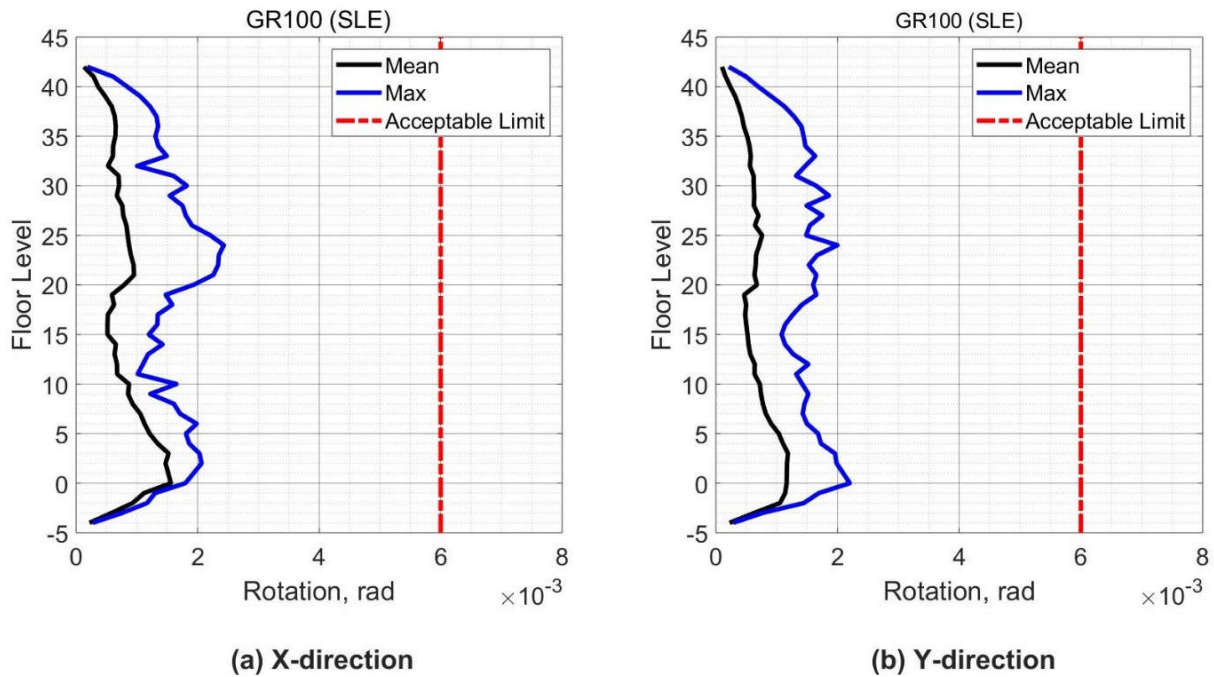 GR100 (SLE)
45
40
35
30
25
20
15
10
5
0
-5
Floor Level
Mean
Max
Acceptable Limit
0
2
4
6
8
Rotation, rad
×10⁻³
(a) X-direction
GR100 (SLE)
45
40
35
30
25
20
15
10
5
0
-5
Floor Level
Mean
Max
Acceptable Limit
0
2
4
6
8
Rotation, rad
×10⁻³
(b) Y-direction